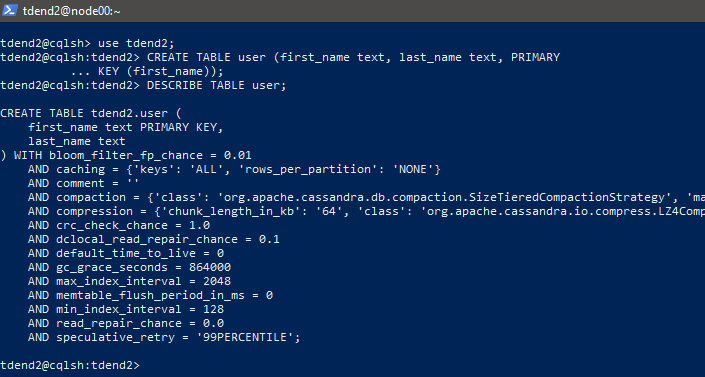 tdend2@node00:~
tdend2@cqlsh> use tdend2;
tdend2@cqlsh:tdend2> CREATE TABLE user (first_name text, last_name text, PRIMARY
... KEY (first_name));
tdend2@cqlsh:tdend2> DESCRIBE TABLE user;
CREATE TABLE tdend2.user (
first_name text PRIMARY KEY,
last_name text
) WITH bloom_filter_fp_chance = 0.01
AND caching = {'keys': 'ALL', 'rows_per_partition': 'NONE'}
AND comment = ''
AND compaction = {'class': 'org.apache.cassandra.db.compaction.SizeTieredCompactionStrategy', 'ma
AND compression = {'chunk_length_in_kb': '64', 'class': 'org.apache.cassandra.io.compress.LZ4Comp
AND crc_check_chance = 1.0
AND dclocal_read_repair_chance = 0.1
AND default_time_to_live = 0
AND gc_grace_seconds = 864000
AND max_index_interval = 2048
AND memtable_flush_period_in_ms = 0
AND min_index_interval = 128
AND read_repair_chance = 0.0
AND speculative_retry = '99PERCENTILE';
tdend2@cqlsh:tdend2>